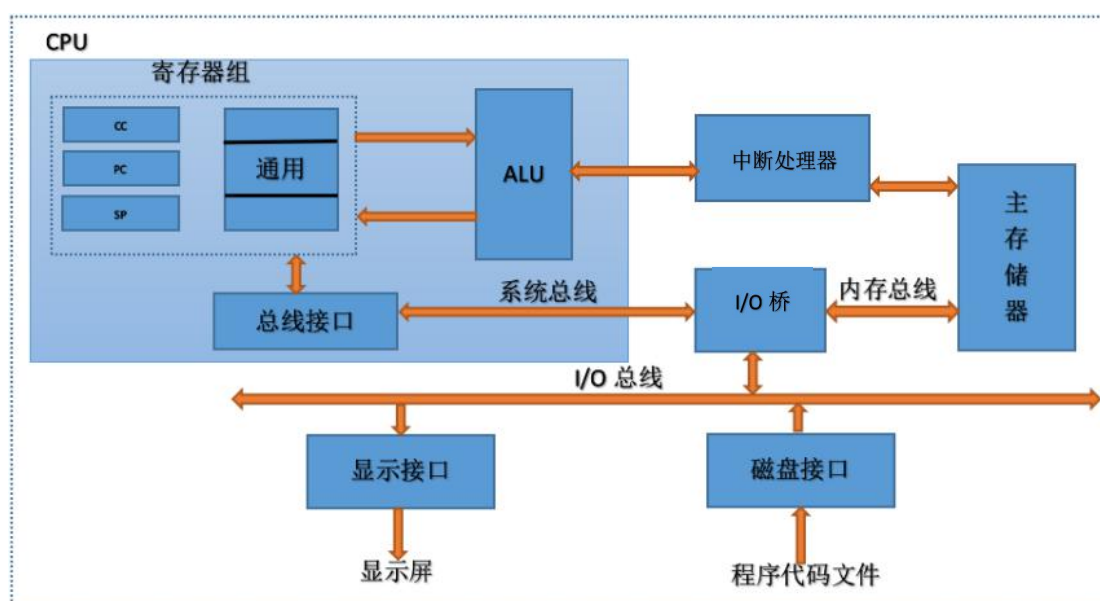 CPU
寄存器组
CC
PC
SP
通用
ALU
中断处理器
主
存
储
器
总线接口
系统总线
I/O 桥
内存总线
I/O 总线
显示接口
磁盘接口
显示屏
程序代码文件